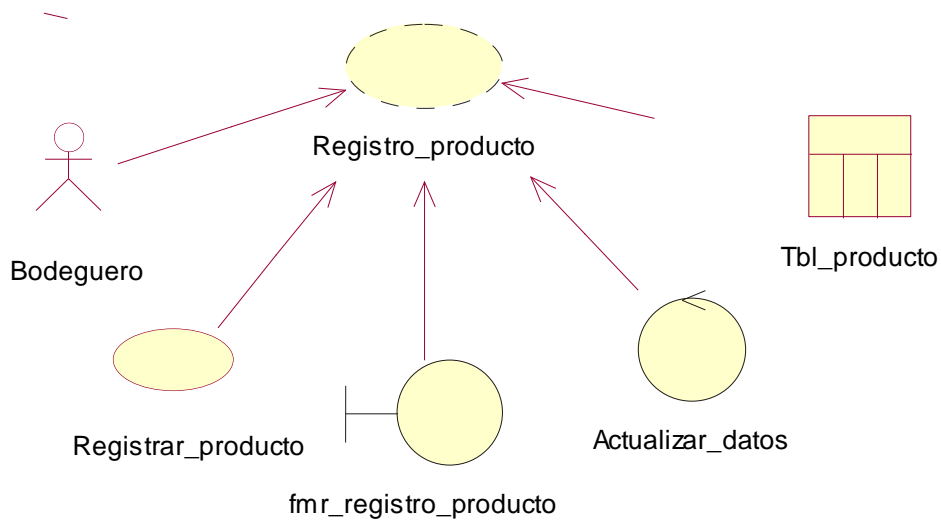 Registro_producto
Bodeguero
Tbl_producto
Registrar_producto
Actualizar_datos
fmr_registro_producto